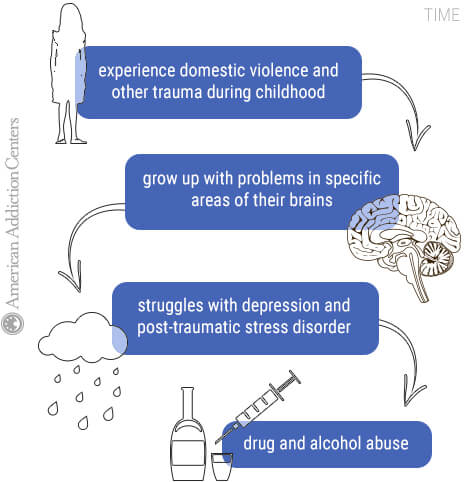 TIME
experience domestic violence and
other trauma during childhood
grow up with problems in specific
areas of their brains
struggles with depression and
post-traumatic stress disorder
drug and alcohol abuse
American Addiction Centers